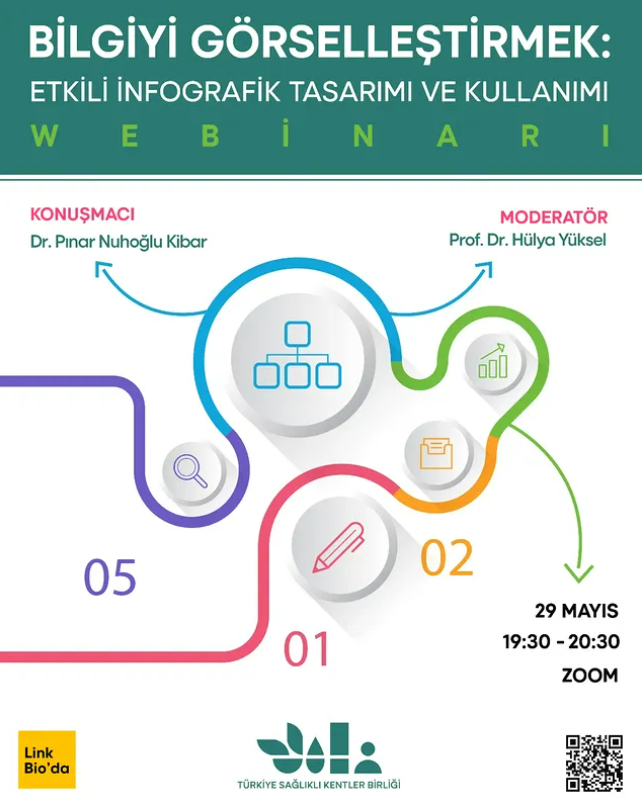 BİLGİYİ GÖRSELLEŞTİRMEK:
ETKİLİ İNFOGRAFİK TASARIMI VE KULLANIMI
WEBİNARI
KONUŞMACI
Dr. Pınar Nuhoğlu Kibar
MODERATÖR
Prof. Dr. Hülya Yüksel
05
02
01
29 MAYIS
19:30 - 20:30
ZOOM
Link
Bio'da
TÜRKİYE SAĞLIKLI KENTLER BİRLİĞİ